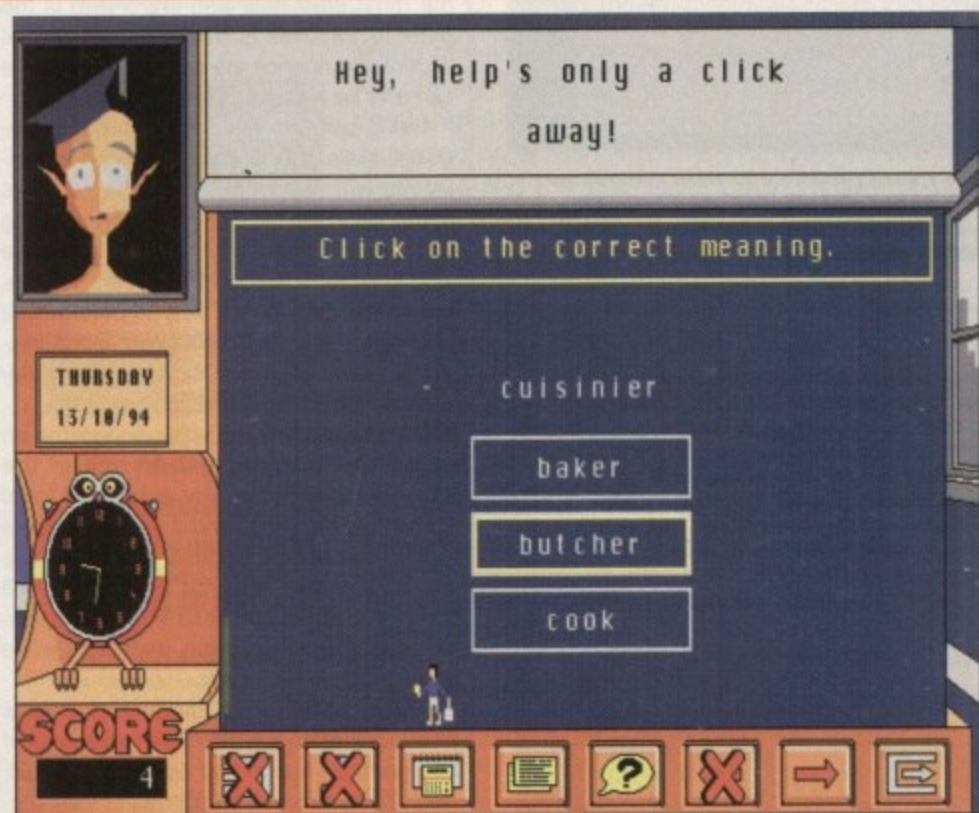 Hey, help's only a click
away!
Click on the correct meaning.
THURSDAY
13/10/94
cuisinier
baker
butcher
cook
SCORE
4
?